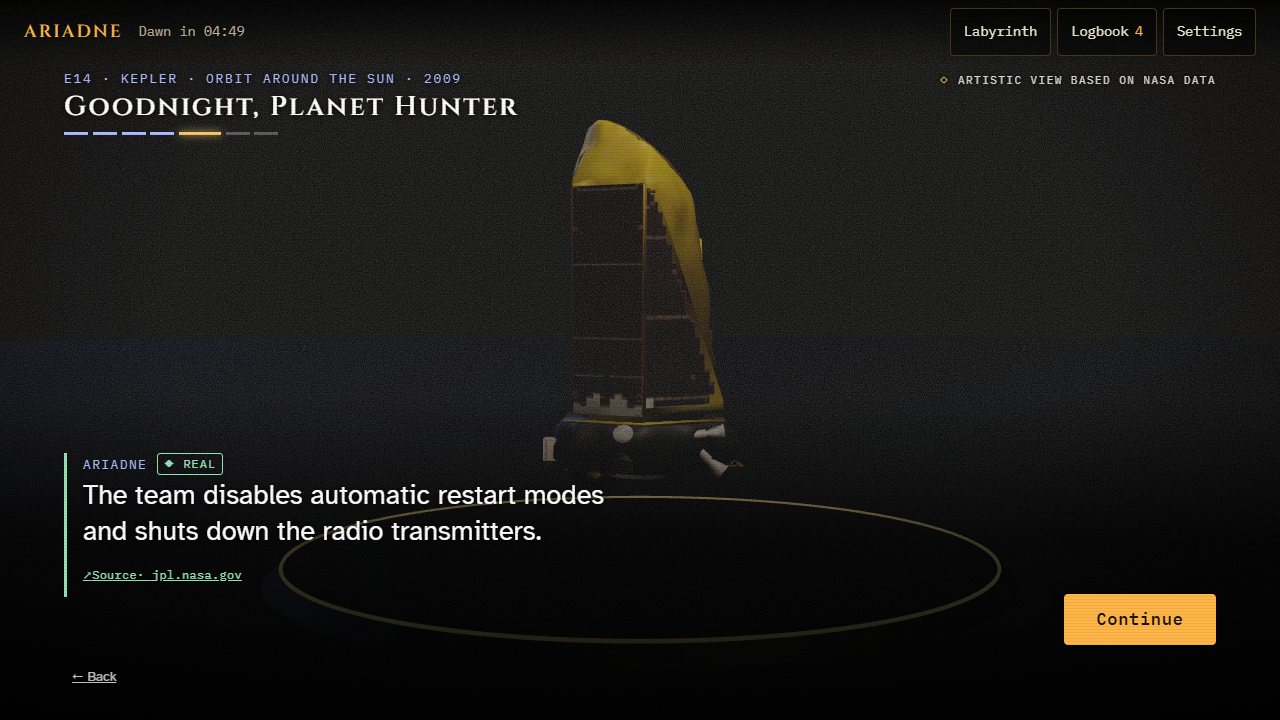 ARIADNE Dawn in 04:49 Labyrinth Logbook 4 Settings
E14 · KEPLER · ORBIT AROUND THE SUN · 2009
◇ ARTISTIC VIEW BASED ON NASA DATA
Goodnight, Planet Hunter
ARIADNE ◆ REAL
The team disables automatic restart modes
and shuts down the radio transmitters.
↗Source· jpl.nasa.gov
Continue
← Back